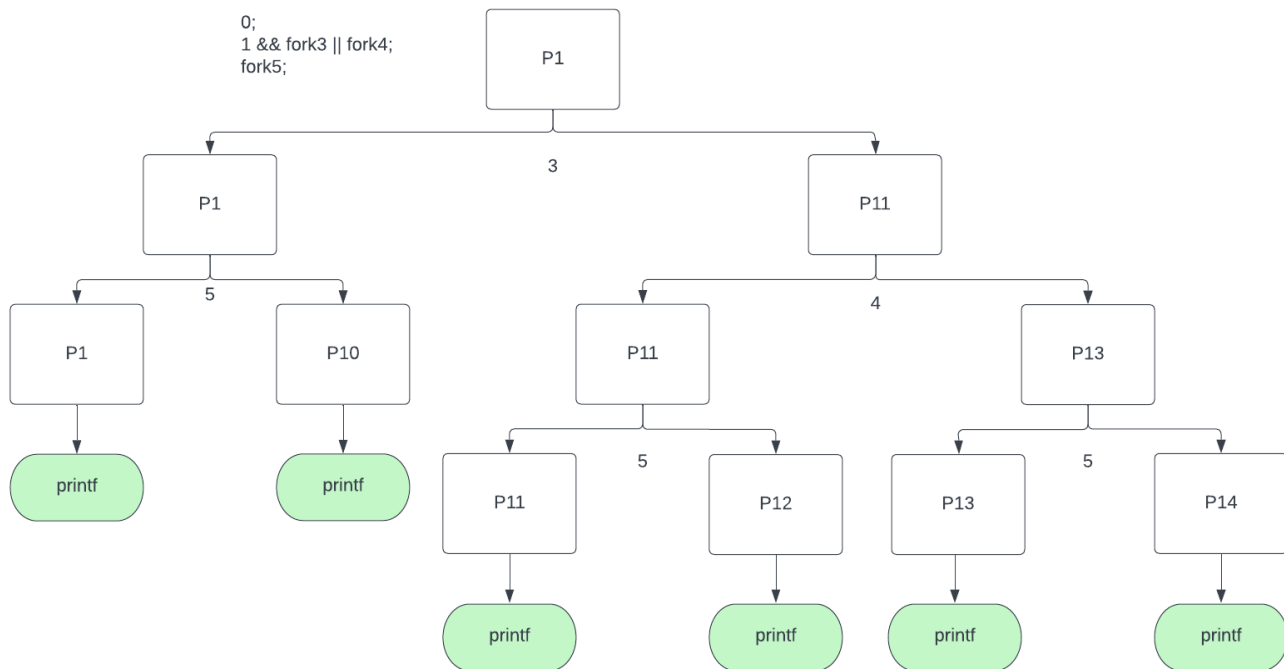 0;
1 && fork3 || fork4;
fork5;
P1
3
P1
P11
5
4
P1
P10
P11
P13
printf
printf
5
5
P11
P12
P13
P14
printf
printf
printf
printf